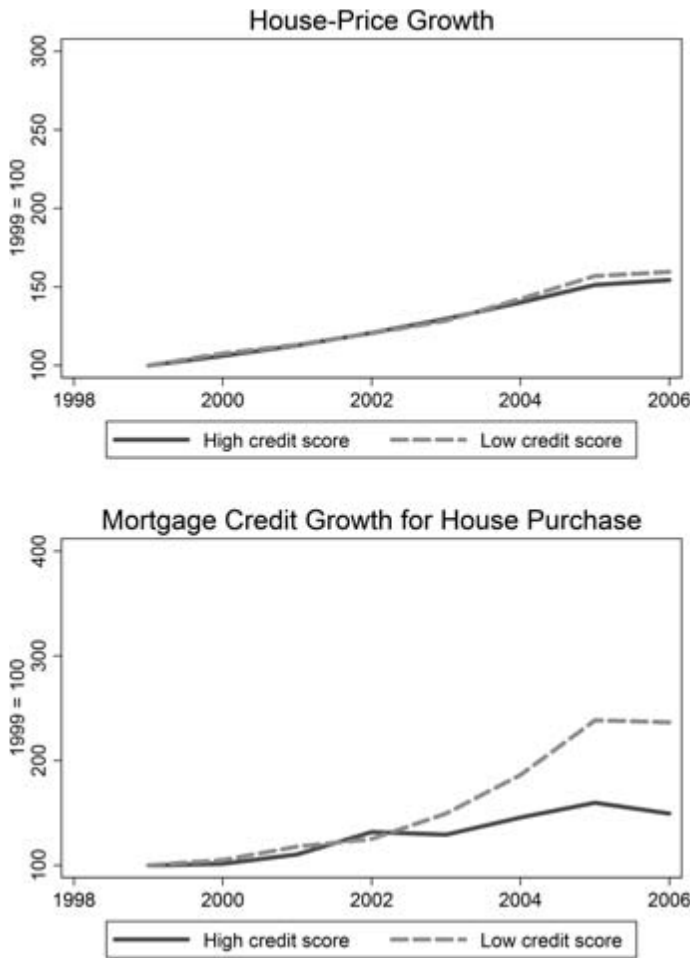 House-Price Growth
300
250
200
150
100
1999 = 100
1998 2000 2002 2004 2006
High credit score Low credit score
Mortgage Credit Growth for House Purchase
400
300
200
100
1999 = 100
1998 2000 2002 2004 2006
High credit score Low credit score